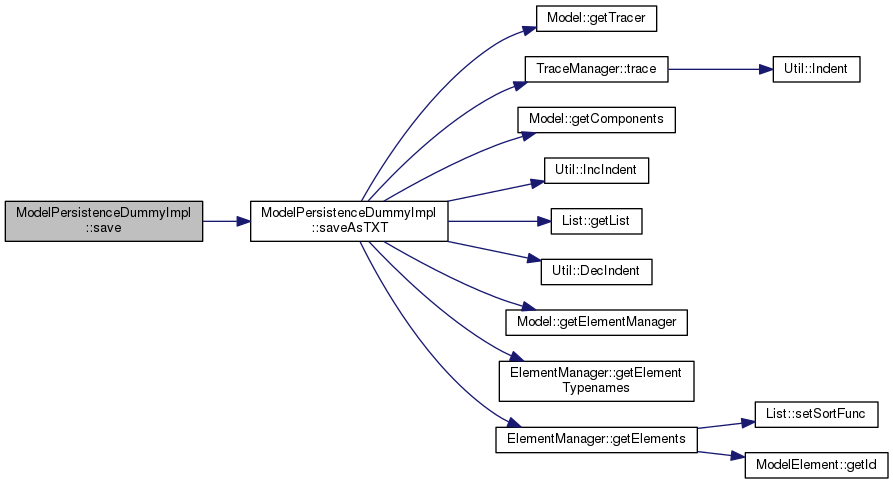 Model::getTracer
TraceManager::trace
Util::Indent
Model::getComponents
Util::IncIndent
ModelPersistenceDummyImpl
::save
ModelPersistenceDummyImpl
::saveAsTXT
List::getList
Util::DecIndent
Model::getElementManager
ElementManager::getElement
Typenames
ElementManager::getElements
List::setSortFunc
ModelElement::getId